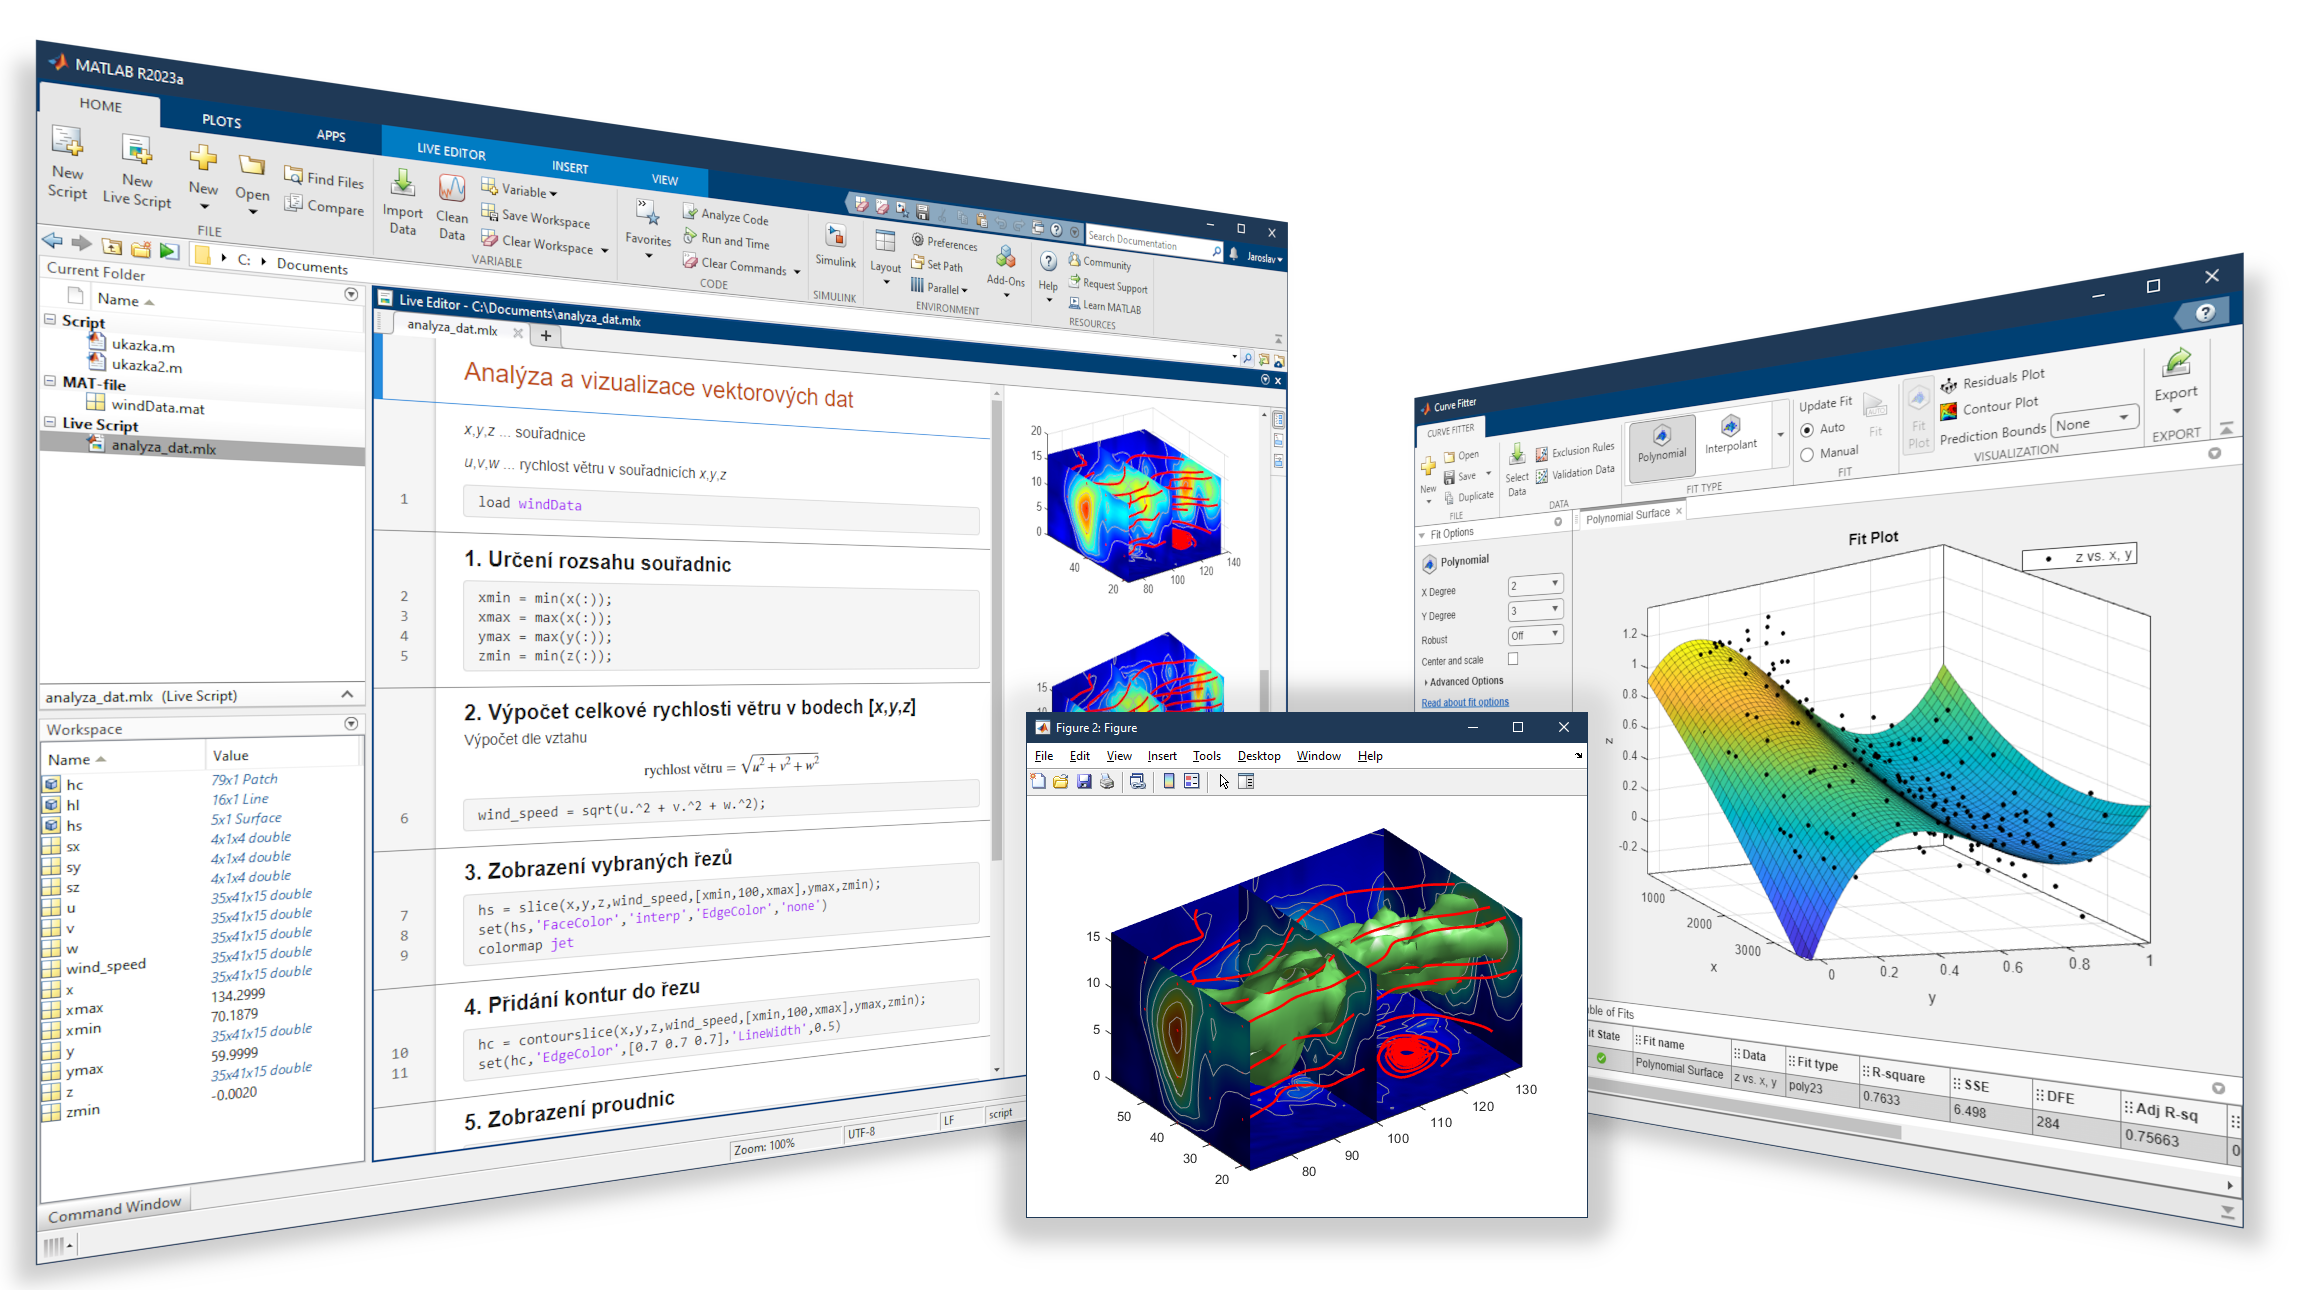 MATLAB R2023a
HOME
PLOTS
APPS
LIVE EDITOR
INSERT
VIEW
New Script
New Live Script
New
Open
Find Files
Compare
FILE
Import Data
Clean Data
Variable
Save Workspace
Clear Workspace
VARIABLE
Favorites
Analyze Code
Run and Time
Clear Commands
CODE
Simulink
SIMULINK
Layout
Preferences
Set Path
Parallel
Add-Ons
ENVIRONMENT
Help
Community
Request Support
Learn MATLAB
RESOURCES
Search Documentation
Jaroslav
C: Documents
Current Folder
Name
Script
ukazka.m
ukazka2.m
MAT-file
windData.mat
Live Script
analyza_dat.mlx
analyza_dat.mlx (Live Script)
Workspace
Name Value
hc 79x1 Patch
hl 16x1 Line
hs 5x1 Surface
sx 4x1x4 double
sy 4x1x4 double
sz 4x1x4 double
u 35x41x15 double
v 35x41x15 double
w 35x41x15 double
wind_speed 35x41x15 double
x 35x41x15 double
xmax 134.2999
xmin 70.1879
y 35x41x15 double
ymax 59.9999
z 35x41x15 double
zmin -0.0020
Command Window
Live Editor - C:\Documents\analyza_dat.mlx
analyza_dat.mlx
Analýza a vizualizace vektorových dat
x,y,z ... souřadnice
u,v,w ... rychlost větru v souřadnicích x,y,z
1 load windData
1. Určení rozsahu souřadnic
2 xmin = min(x(:));
3 xmax = max(x(:));
4 ymax = max(y(:));
5 zmin = min(z(:));
2. Výpočet celkové rychlosti větru v bodech [x,y,z]
Výpočet dle vztahu
rychlost větru = √u² + v² + w²
6 wind_speed = sqrt(u.^2 + v.^2 + w.^2);
3. Zobrazení vybraných řezů
7 hs = slice(x,y,z,wind_speed,[xmin,100,xmax],ymax,zmin);
8 set(hs,'FaceColor','interp','EdgeColor','none')
9 colormap jet
4. Přidání kontur do řezu
10 hc = contourslice(x,y,z,wind_speed,[xmin,100,xmax],ymax,zmin);
11 set(hc,'EdgeColor',[0.7 0.7 0.7],'LineWidth',0.5)
5. Zobrazení proudnic
Zoom: 100%
UTF-8
LF
script
20
15
10
5
0
40
20
80
100
120
140
15
Figure 2: Figure
File Edit View Insert Tools Desktop Window Help
15
10
5
0
50
40
30
20
80
90
100
110
120
130
Curve Fitter
CURVE FITTER
New
Open
Save
Duplicate
FILE
Select Data
Exclusion Rules
Validation Data
DATA
Polynomial
Interpolant
FIT TYPE
Update Fit
Auto
Manual
AUTO
Fit
FIT
Fit Plot
Residuals Plot
Contour Plot
Prediction Bounds None
VISUALIZATION
Export
EXPORT
Fit Options
Polynomial
X Degree 2
Y Degree 3
Robust Off
Center and scale
Advanced Options
Read about fit options
Polynomial Surface
Fit Plot
z vs. x, y
1.2
1
0.8
0.6
0.4
0.2
0
-0.2
z
1000
2000
3000
x
0
0.2
0.4
0.6
0.8
1
y
ble of Fits
it State Fit name Data Fit type R-square SSE DFE Adj R-sq
Polynomial Surface z vs. x, y poly23 0.7633 6.498 284 0.75663 0